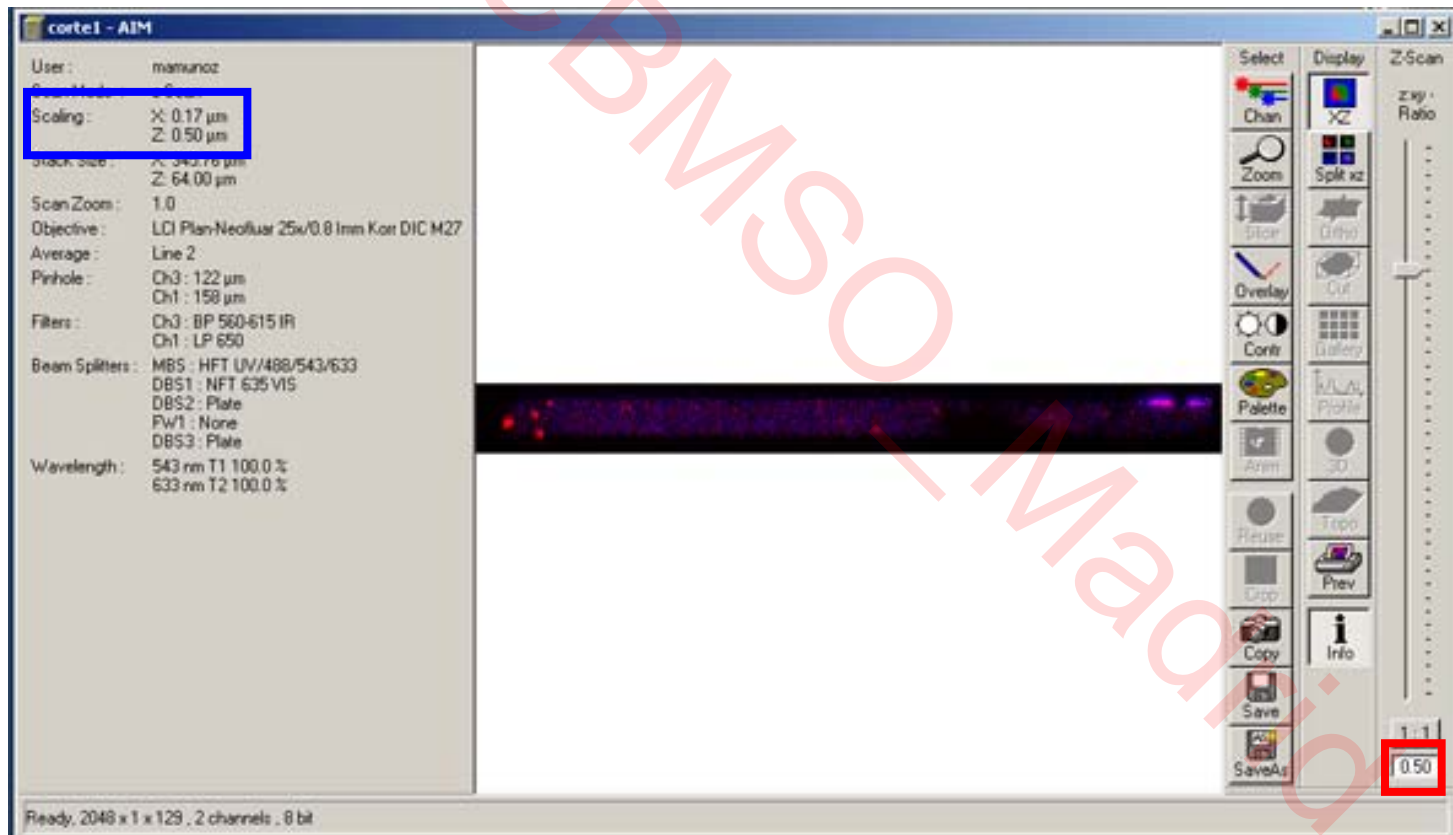 corte1 - AIM
User : mamunoz
Scaling : X: 0.17 µm
Z: 0.50 µm
Stack Size : X: 343.76 µm
Z: 64.00 µm
Scan Zoom : 1.0
Objective : LCI Plan-Neofluar 25x/0.8 Imm Korr DIC M27
Average : Line 2
Pinhole : Ch3 : 122 µm
Ch1 : 158 µm
Filters : Ch3 : BP 560-615 IR
Ch1 : LP 650
Beam Splitters : MBS : HFT UV/488/543/633
DBS1 : NFT 635 VIS
DBS2 : Plate
FW1 : None
DBS3 : Plate
Wavelength : 543 nm T1 100.0 %
633 nm T2 100.0 %
CBMSO_Madrid
Select
Chan
Zoom
Slice
Overlay
Contr
Palette
Anim
Reuse
Crop
Copy
Save
SaveAs
Display
XZ
Split xz
Ortho
Cut
Gallery
Profile
3D
Topo
Prev
Info
Z-Scan
z:xy -
Ratio
1 : 1
0.50
Ready, 2048 x 1 x 129 , 2 channels , 8 bit